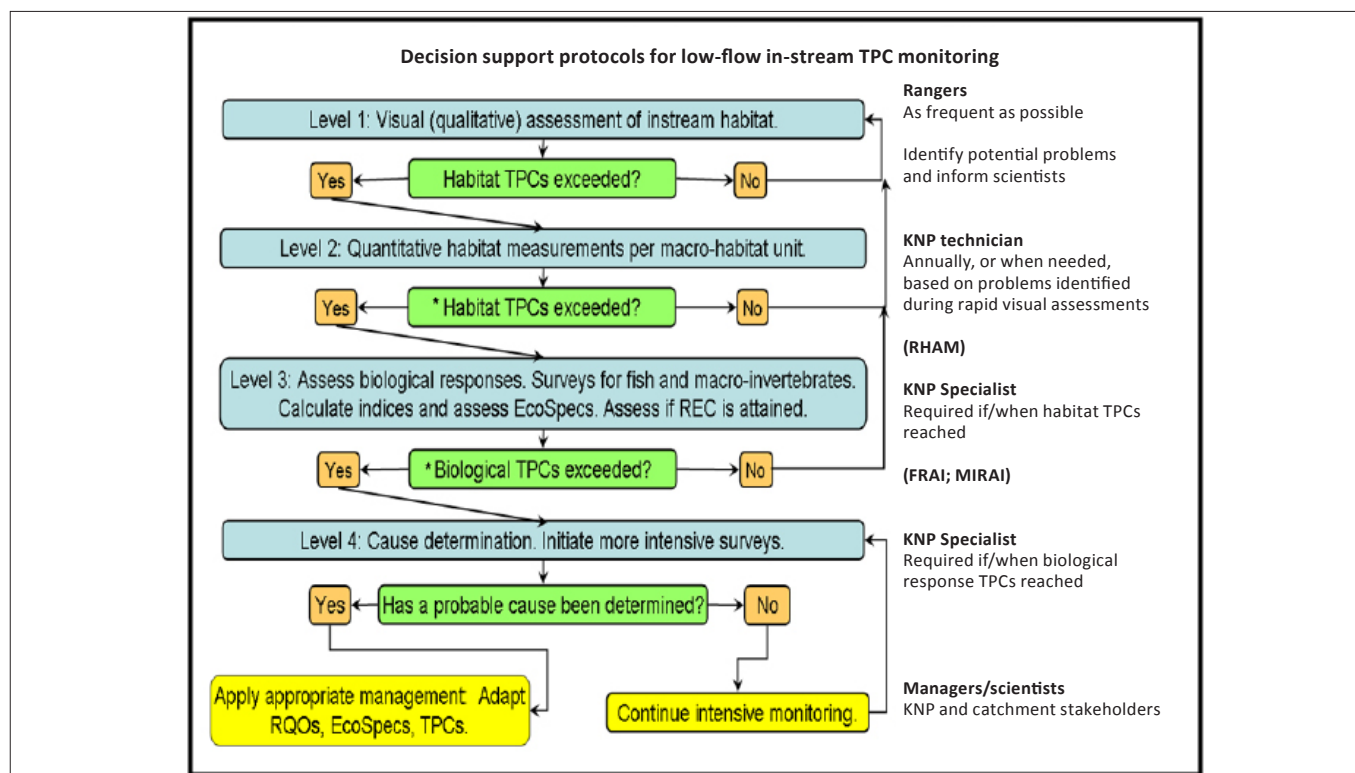 Decision support protocols for low-flow in-stream TPC monitoring
Level 1: Visual (qualitative) assessment of instream habitat.
Yes
Habitat TPCs exceeded?
No
Level 2: Quantitative habitat measurements per macro-habitat unit.
Yes
* Habitat TPCs exceeded?
No
Level 3: Assess biological responses. Surveys for fish and macro-invertebrates.
Calculate indices and assess EcoSpecs. Assess if REC is attained.
Yes
* Biological TPCs exceeded?
No
Level 4: Cause determination. Initiate more intensive surveys.
Yes
Has a probable cause been determined?
No
Apply appropriate management: Adapt
RQOs, EcoSpecs, TPCs.
Continue intensive monitoring.
Rangers
As frequent as possible
Identify potential problems
and inform scientists
KNP technician
Annually, or when needed,
based on problems identified
during rapid visual assessments
(RHAM)
KNP Specialist
Required if/when habitat TPCs
reached
(FRAI; MIRAI)
KNP Specialist
Required if/when biological
response TPCs reached
Managers/scientists
KNP and catchment stakeholders